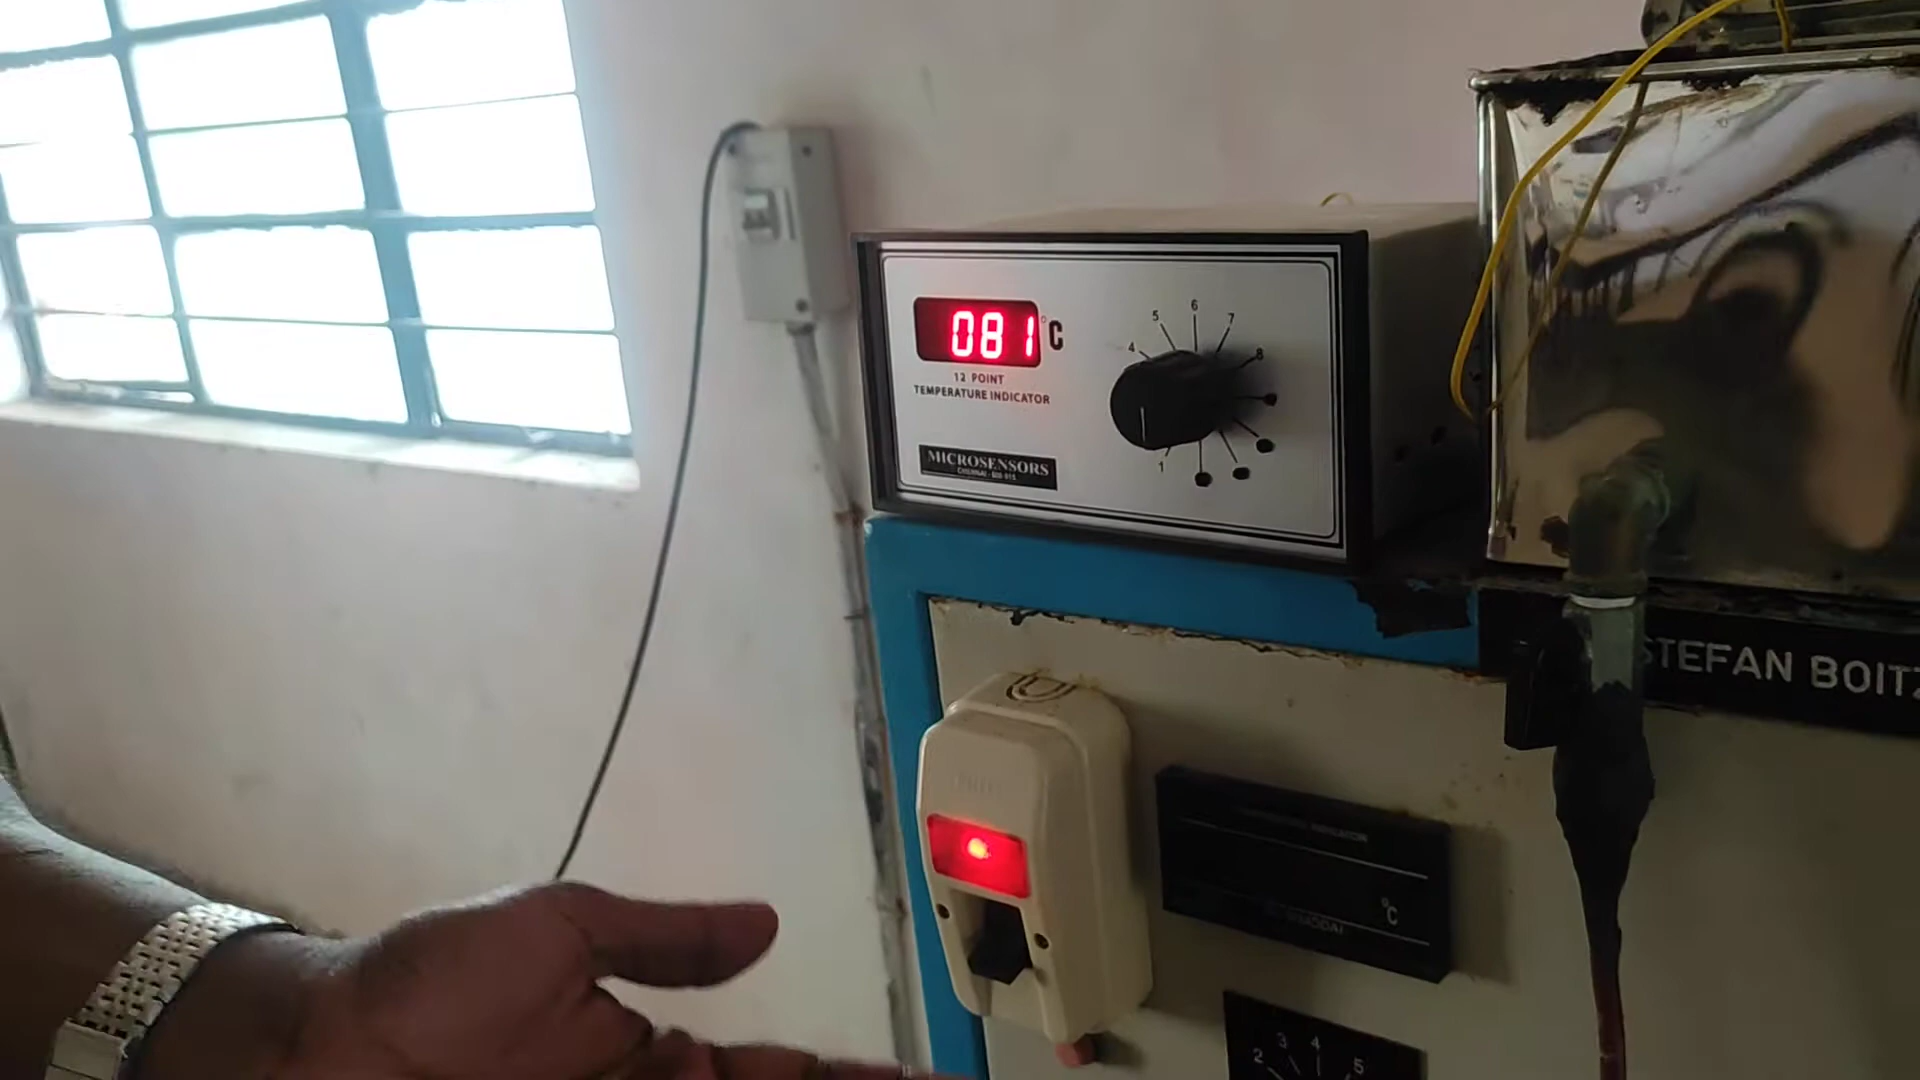 081 °C
12 POINT
TEMPERATURE INDICATOR
MICROSENSORS
4 5 6 7 8
1
STEFAN BOITZ
°C
2 3 4 5